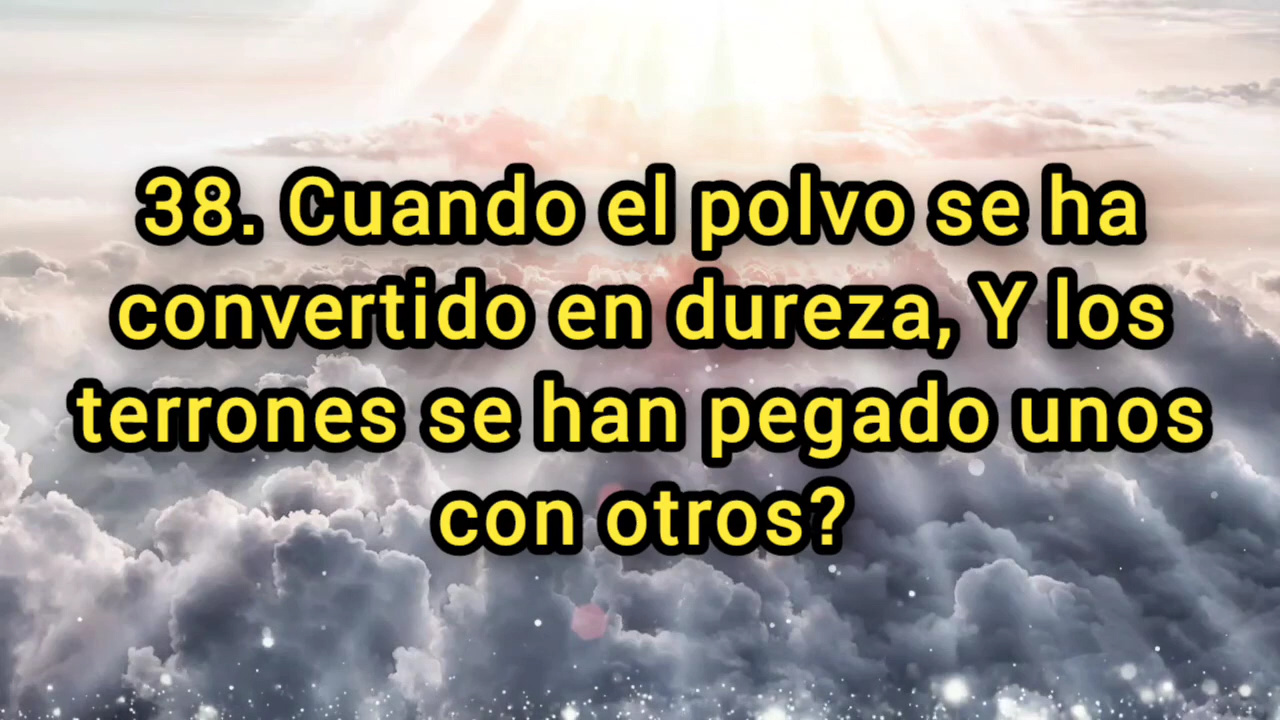 38. Cuando el polvo se ha
convertido en dureza, Y los
terrones se han pegado unos
con otros?